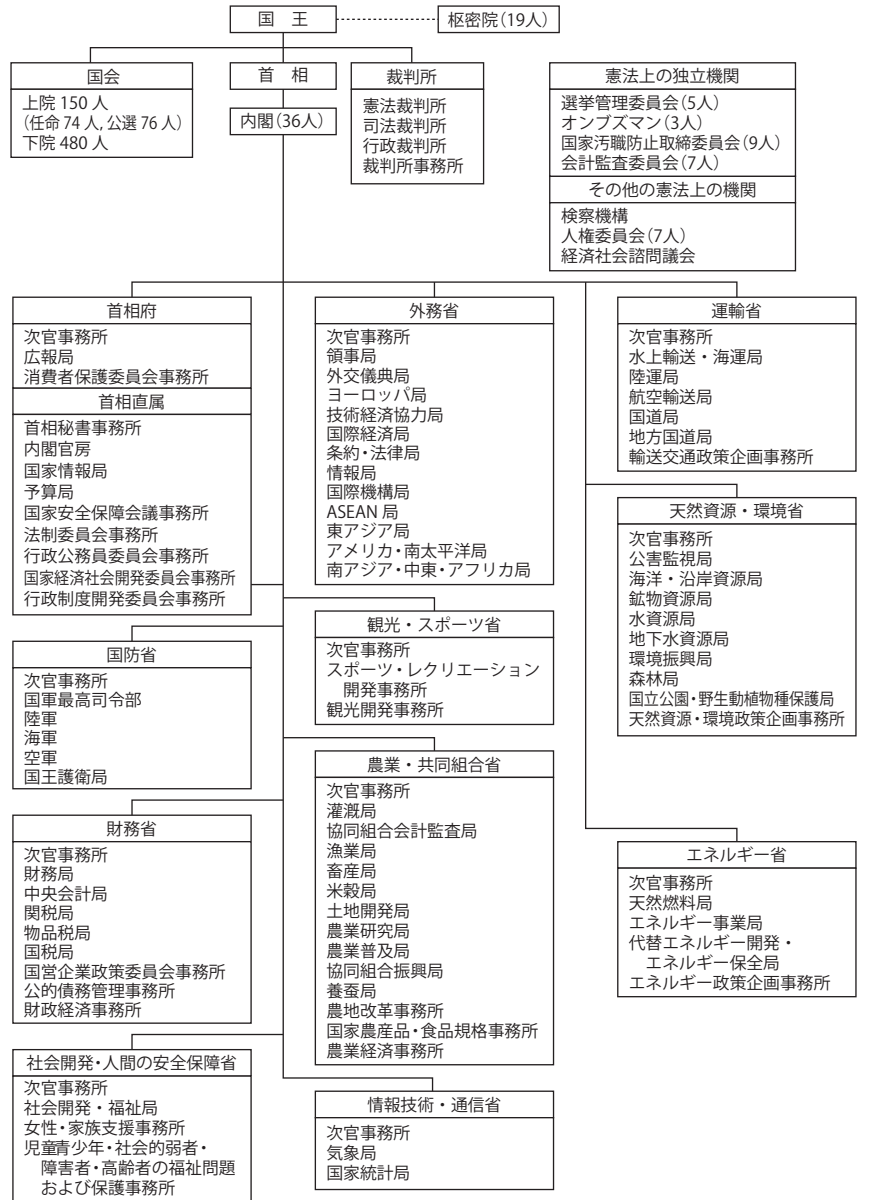 国　王
枢密院（19人）
国会
上院 150 人
（任命 74 人, 公選 76 人）
下院 480 人
首　相
内閣（36人）
裁判所
憲法裁判所
司法裁判所
行政裁判所
裁判所事務所
憲法上の独立機関
選挙管理委員会（5人）
オンブズマン（3人）
国家汚職防止取締委員会（9人）
会計監査委員会（7人）
その他の憲法上の機関
検察機構
人権委員会（7人）
経済社会諮問議会
首相府
次官事務所
広報局
消費者保護委員会事務所
首相直属
首相秘書事務所
内閣官房
国家情報局
予算局
国家安全保障会議事務所
法制委員会事務所
行政公務員委員会事務所
国家経済社会開発委員会事務所
行政制度開発委員会事務所
国防省
次官事務所
国軍最高司令部
陸軍
海軍
空軍
国王護衛局
財務省
次官事務所
財務局
中央会計局
関税局
物品税局
国税局
国営企業政策委員会事務所
公的債務管理事務所
財政経済事務所
社会開発・人間の安全保障省
次官事務所
社会開発・福祉局
女性・家族支援事務所
児童青少年・社会的弱者・
障害者・高齢者の福祉問題
および保護事務所
外務省
次官事務所
領事局
外交儀典局
ヨーロッパ局
技術経済協力局
国際経済局
条約・法律局
情報局
国際機構局
ASEAN 局
東アジア局
アメリカ・南太平洋局
南アジア・中東・アフリカ局
観光・スポーツ省
次官事務所
スポーツ・レクリエーション
開発事務所
観光開発事務所
農業・共同組合省
次官事務所
灌漑局
協同組合会計監査局
漁業局
畜産局
米穀局
土地開発局
農業研究局
農業普及局
協同組合振興局
養蚕局
農地改革事務所
国家農産品・食品規格事務所
農業経済事務所
情報技術・通信省
次官事務所
気象局
国家統計局
運輸省
次官事務所
水上輸送・海運局
陸運局
航空輸送局
国道局
地方国道局
輸送交通政策企画事務所
天然資源・環境省
次官事務所
公害監視局
海洋・沿岸資源局
鉱物資源局
水資源局
地下水資源局
環境振興局
森林局
国立公園・野生動植物種保護局
天然資源・環境政策企画事務所
エネルギー省
次官事務所
天然燃料局
エネルギー事業局
代替エネルギー開発・
エネルギー保全局
エネルギー政策企画事務所